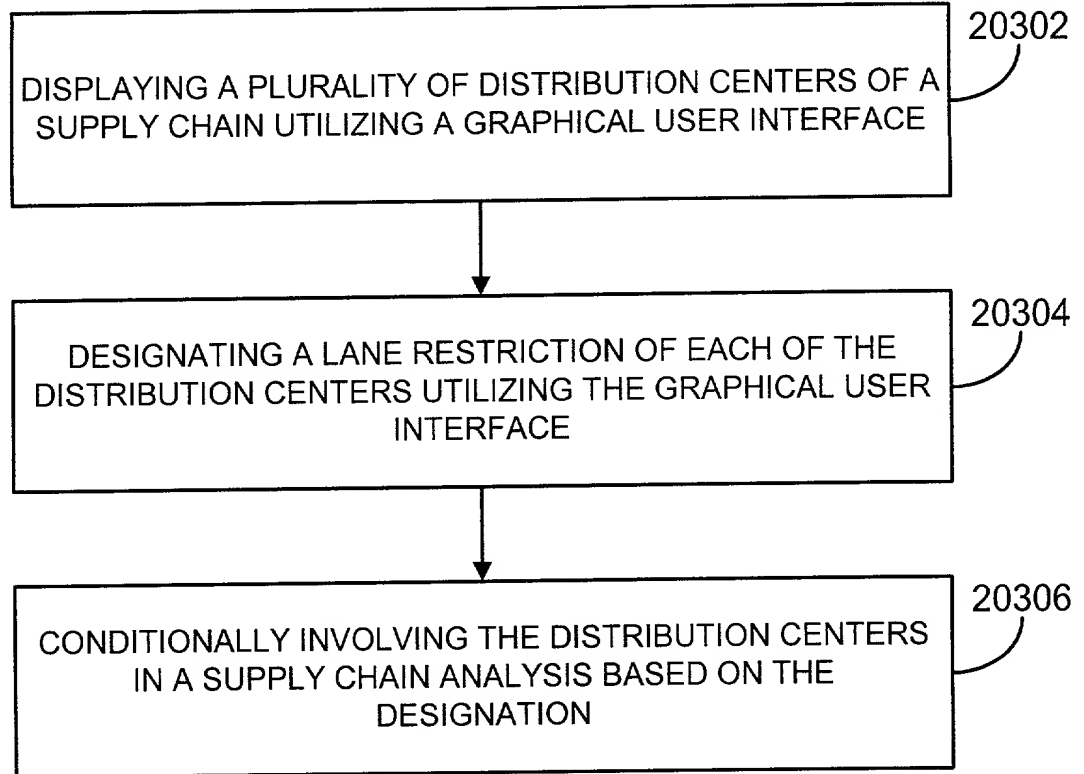 20302
DISPLAYING A PLURALITY OF DISTRIBUTION CENTERS OF A
SUPPLY CHAIN UTILIZING A GRAPHICAL USER INTERFACE
20304
DESIGNATING A LANE RESTRICTION OF EACH OF THE
DISTRIBUTION CENTERS UTILIZING THE GRAPHICAL USER
INTERFACE
20306
CONDITIONALLY INVOLVING THE DISTRIBUTION CENTERS
IN A SUPPLY CHAIN ANALYSIS BASED ON THE
DESIGNATION